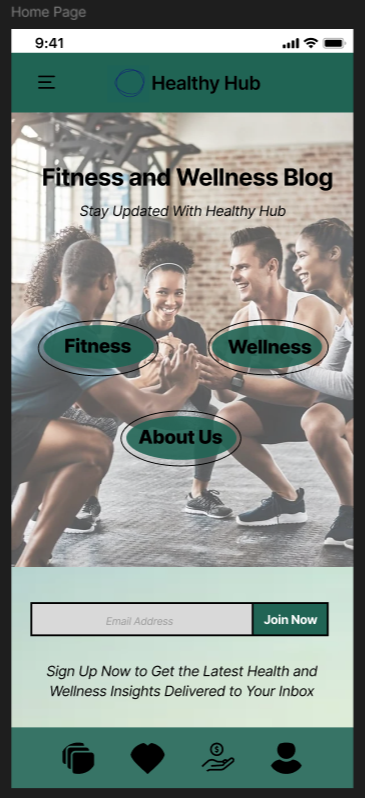 Home Page
9:41
Healthy Hub
Fitness and Wellness Blog
Stay Updated With Healthy Hub
Fitness
Wellness
About Us
Email Address
Join Now
Sign Up Now to Get the Latest Health and
Wellness Insights Delivered to Your Inbox
$